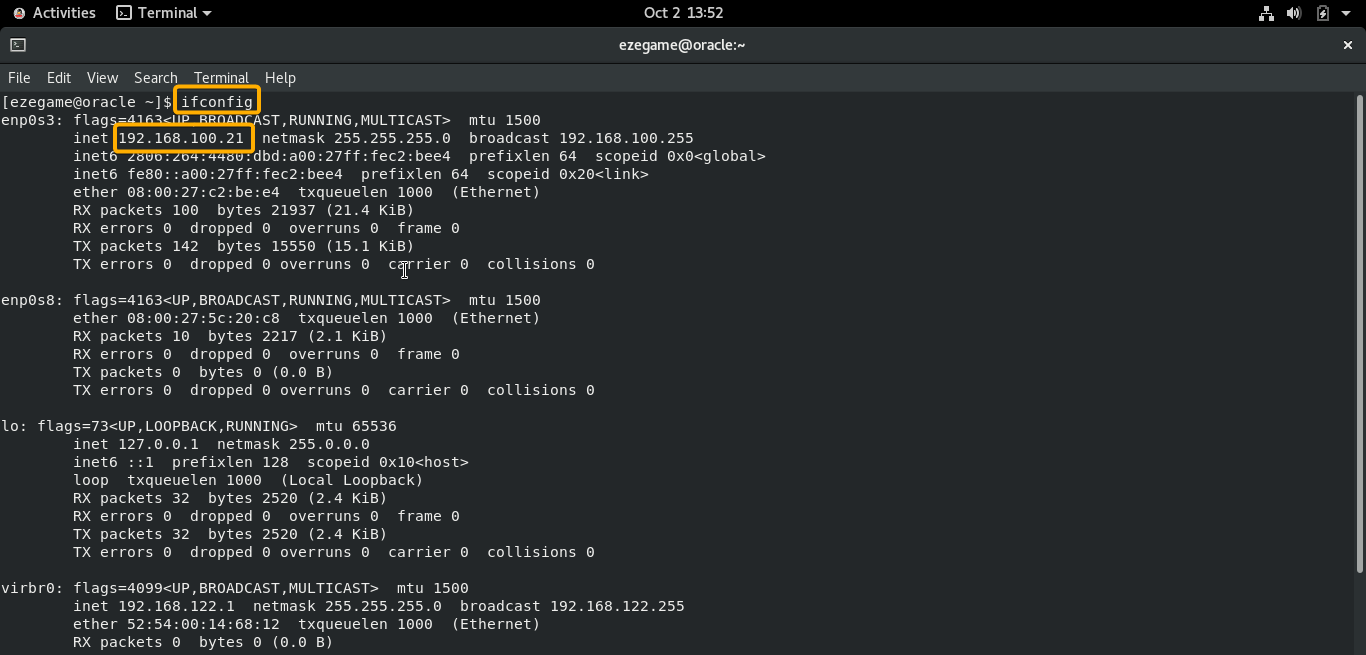 Activities Terminal Oct 2 13:52
ezegame@oracle:~
File Edit View Search Terminal Help
[ezegame@oracle ~]$ ifconfig
enp0s3: flags=4163<UP,BROADCAST,RUNNING,MULTICAST>  mtu 1500
        inet 192.168.100.21  netmask 255.255.255.0  broadcast 192.168.100.255
        inet6 2806:264:4480:dbd:a00:27ff:fec2:bee4  prefixlen 64  scopeid 0x0<global>
        inet6 fe80::a00:27ff:fec2:bee4  prefixlen 64  scopeid 0x20<link>
        ether 08:00:27:c2:be:e4  txqueuelen 1000  (Ethernet)
        RX packets 100  bytes 21937 (21.4 KiB)
        RX errors 0  dropped 0  overruns 0  frame 0
        TX packets 142  bytes 15550 (15.1 KiB)
        TX errors 0  dropped 0 overruns 0  carrier 0  collisions 0

enp0s8: flags=4163<UP,BROADCAST,RUNNING,MULTICAST>  mtu 1500
        ether 08:00:27:5c:20:c8  txqueuelen 1000  (Ethernet)
        RX packets 10  bytes 2217 (2.1 KiB)
        RX errors 0  dropped 0  overruns 0  frame 0
        TX packets 0  bytes 0 (0.0 B)
        TX errors 0  dropped 0 overruns 0  carrier 0  collisions 0

lo: flags=73<UP,LOOPBACK,RUNNING>  mtu 65536
        inet 127.0.0.1  netmask 255.0.0.0
        inet6 ::1  prefixlen 128  scopeid 0x10<host>
        loop  txqueuelen 1000  (Local Loopback)
        RX packets 32  bytes 2520 (2.4 KiB)
        RX errors 0  dropped 0  overruns 0  frame 0
        TX packets 32  bytes 2520 (2.4 KiB)
        TX errors 0  dropped 0 overruns 0  carrier 0  collisions 0

virbr0: flags=4099<UP,BROADCAST,MULTICAST>  mtu 1500
        inet 192.168.122.1  netmask 255.255.255.0  broadcast 192.168.122.255
        ether 52:54:00:14:68:12  txqueuelen 1000  (Ethernet)
        RX packets 0  bytes 0 (0.0 B)